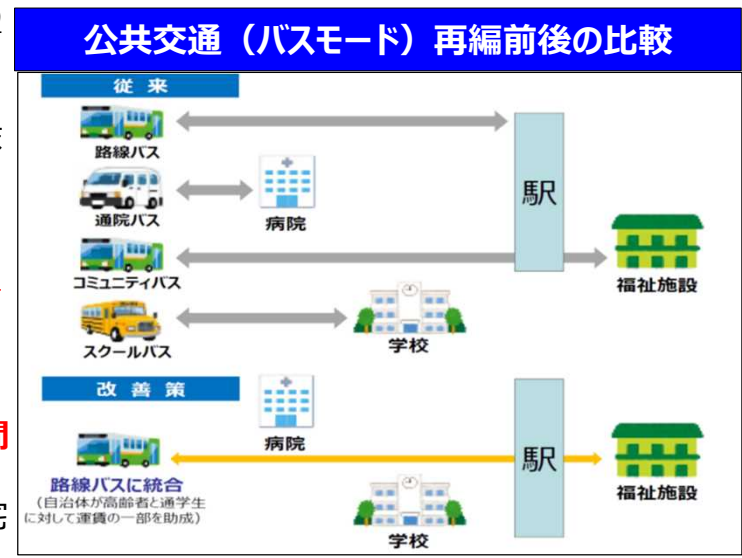 公共交通（バスモード）再編前後の比較
従来
路線バス
駅
通院バス
病院
コミュニティバス
福祉施設
スクールバス
学校
改善策
病院
駅
路線バスに統合
（自治体が高齢者と通学生
に対して運賃の一部を助成）
福祉施設
学校